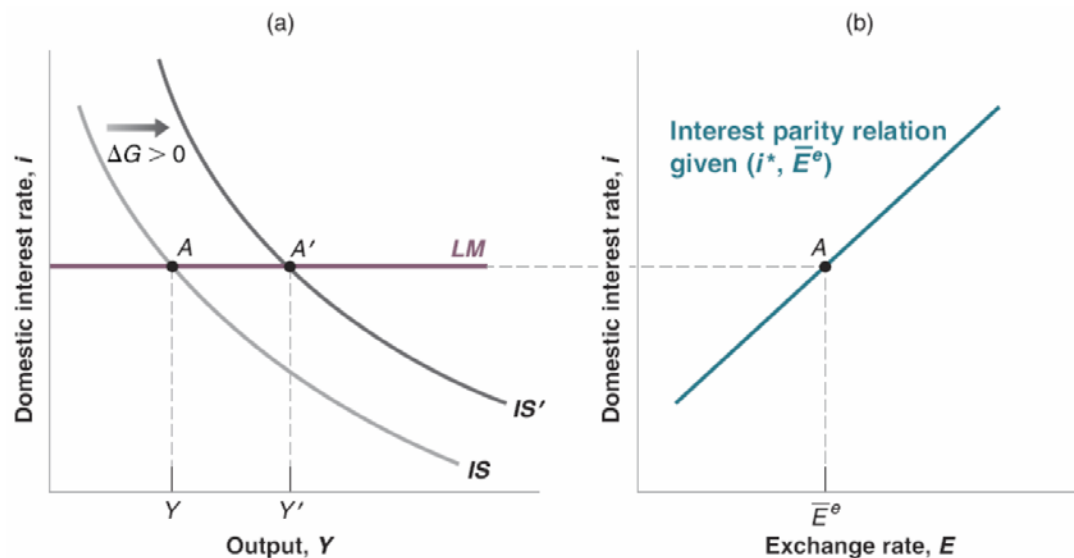 (a)
(b)
Domestic interest rate, i
ΔG > 0
A
A′
LM
IS′
IS
Y
Y′
Output, Y
Domestic interest rate, i
Interest parity relation
given (i*, E̅ᵉ)
A
E̅ᵉ
Exchange rate, E